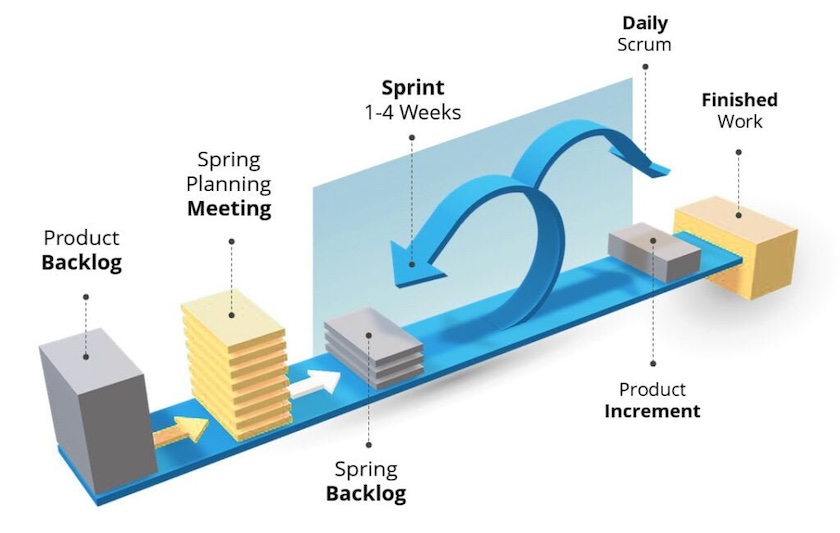 Product
Backlog
Spring
Planning
Meeting
Sprint
1-4 Weeks
Spring
Backlog
Daily
Scrum
Product
Increment
Finished
Work